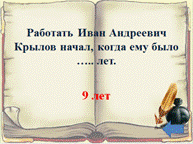 Работать Иван Андреевич
Крылов начал, когда ему было
..... лет.
9 лет